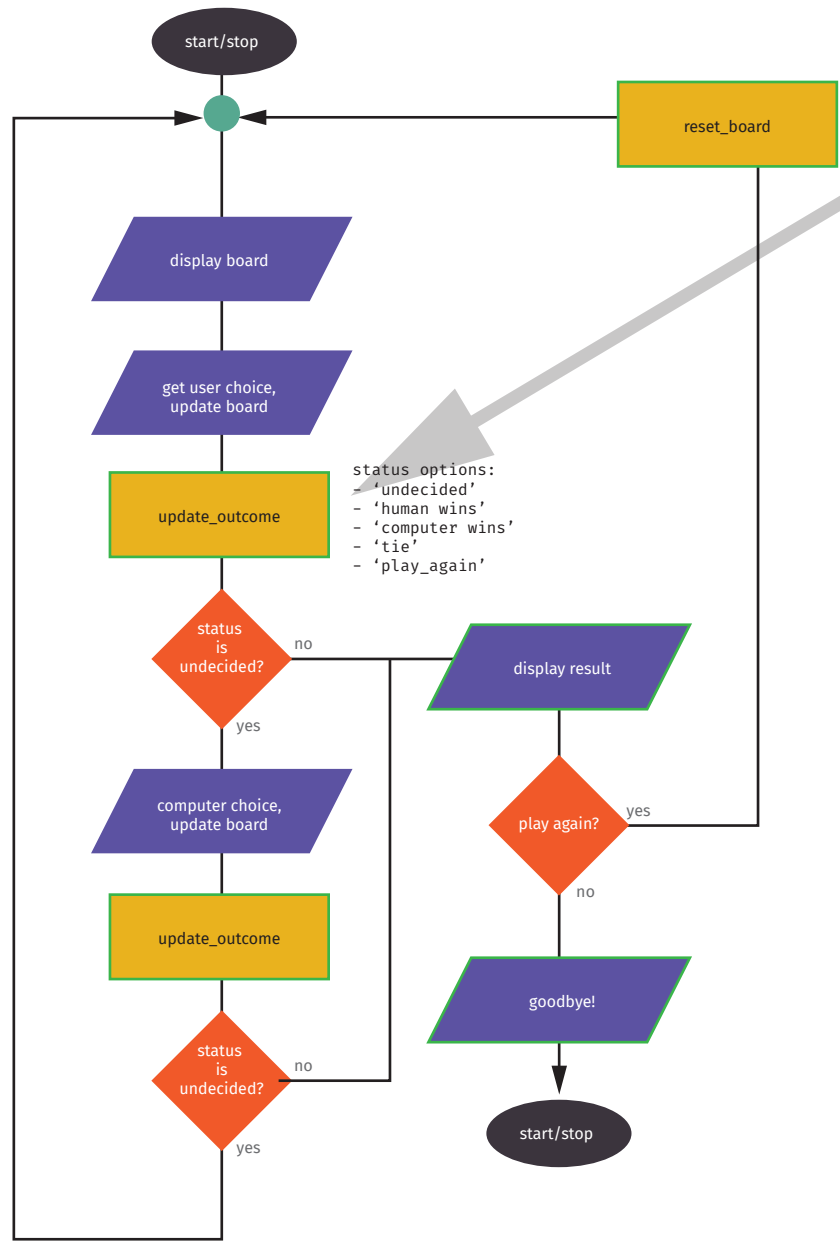 start/stop
reset_board
display board
get user choice,
update board
update_outcome
status options:
- ‘undecided’
- ‘human wins’
- ‘computer wins’
- ‘tie’
- ‘play_again’
status
is
undecided?
no
yes
display result
computer choice,
update board
play again?
yes
no
update_outcome
goodbye!
status
is
undecided?
no
yes
start/stop